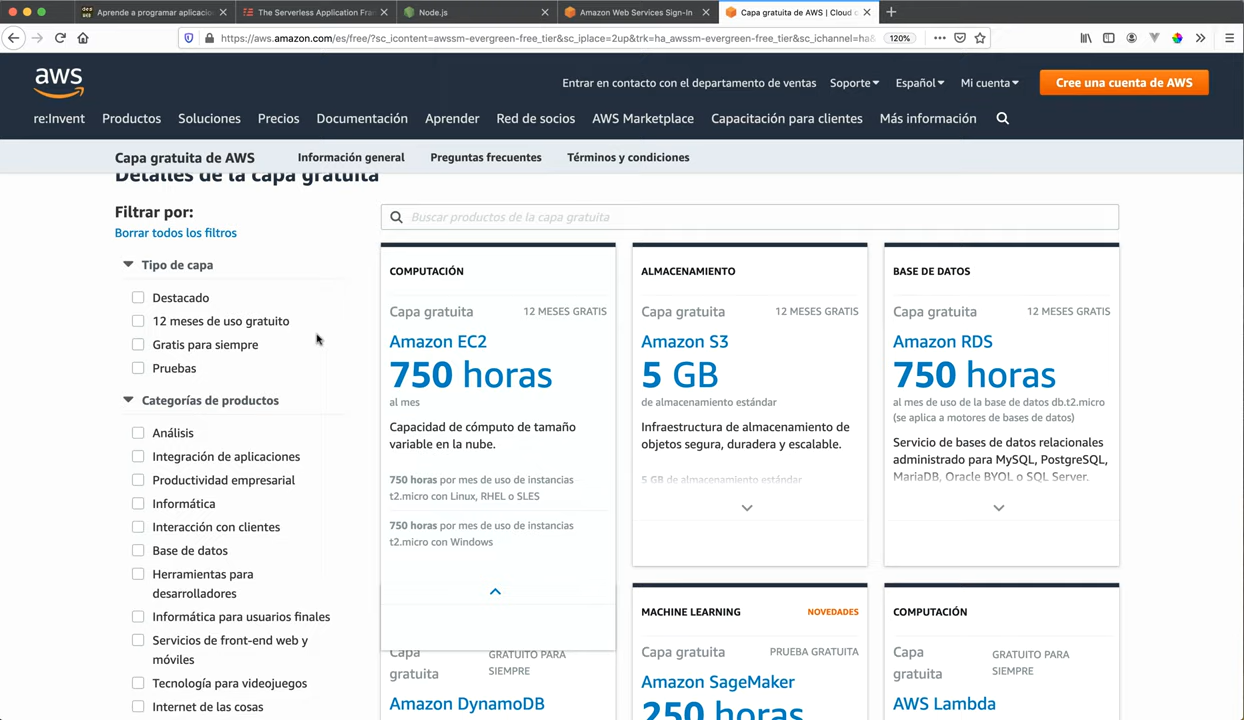 Aprende a programar aplicacio
The Serverless Application Fra
Node.js
Amazon Web Services Sign-In
Capa gratuita de AWS | Cloud c
https://aws.amazon.com/es/free/?sc_icontent=awssm-evergreen-free_tier&sc_iplace=2up&trk=ha_awssm-evergreen-free_tier&sc_ichannel=ha&
120%
aws
Entrar en contacto con el departamento de ventas
Soporte
Español
Mi cuenta
Cree una cuenta de AWS
re:Invent
Productos
Soluciones
Precios
Documentación
Aprender
Red de socios
AWS Marketplace
Capacitación para clientes
Más información
Capa gratuita de AWS
Información general
Preguntas frecuentes
Términos y condiciones
Detalles de la capa gratuita
Filtrar por:
Borrar todos los filtros
Tipo de capa
Destacado
12 meses de uso gratuito
Gratis para siempre
Pruebas
Categorías de productos
Análisis
Integración de aplicaciones
Productividad empresarial
Informática
Interacción con clientes
Base de datos
Herramientas para
desarrolladores
Informática para usuarios finales
Servicios de front-end web y
móviles
Tecnología para videojuegos
Internet de las cosas
Buscar productos de la capa gratuita
COMPUTACIÓN
Capa gratuita
12 MESES GRATIS
Amazon EC2
750 horas
al mes
Capacidad de cómputo de tamaño
variable en la nube.
750 horas por mes de uso de instancias
t2.micro con Linux, RHEL o SLES
750 horas por mes de uso de instancias
t2.micro con Windows
ALMACENAMIENTO
Capa gratuita
12 MESES GRATIS
Amazon S3
5 GB
de almacenamiento estándar
Infraestructura de almacenamiento de
objetos segura, duradera y escalable.
5 GB de almacenamiento estándar
BASE DE DATOS
Capa gratuita
12 MESES GRATIS
Amazon RDS
750 horas
al mes de uso de la base de datos db.t2.micro
(se aplica a motores de bases de datos)
Servicio de bases de datos relacionales
administrado para MySQL, PostgreSQL,
MariaDB, Oracle BYOL o SQL Server.
Capa
gratuita
GRATUITO PARA
SIEMPRE
Amazon DynamoDB
MACHINE LEARNING
NOVEDADES
Capa gratuita
PRUEBA GRATUITA
Amazon SageMaker
250 horas
COMPUTACIÓN
Capa
gratuita
GRATUITO PARA
SIEMPRE
AWS Lambda